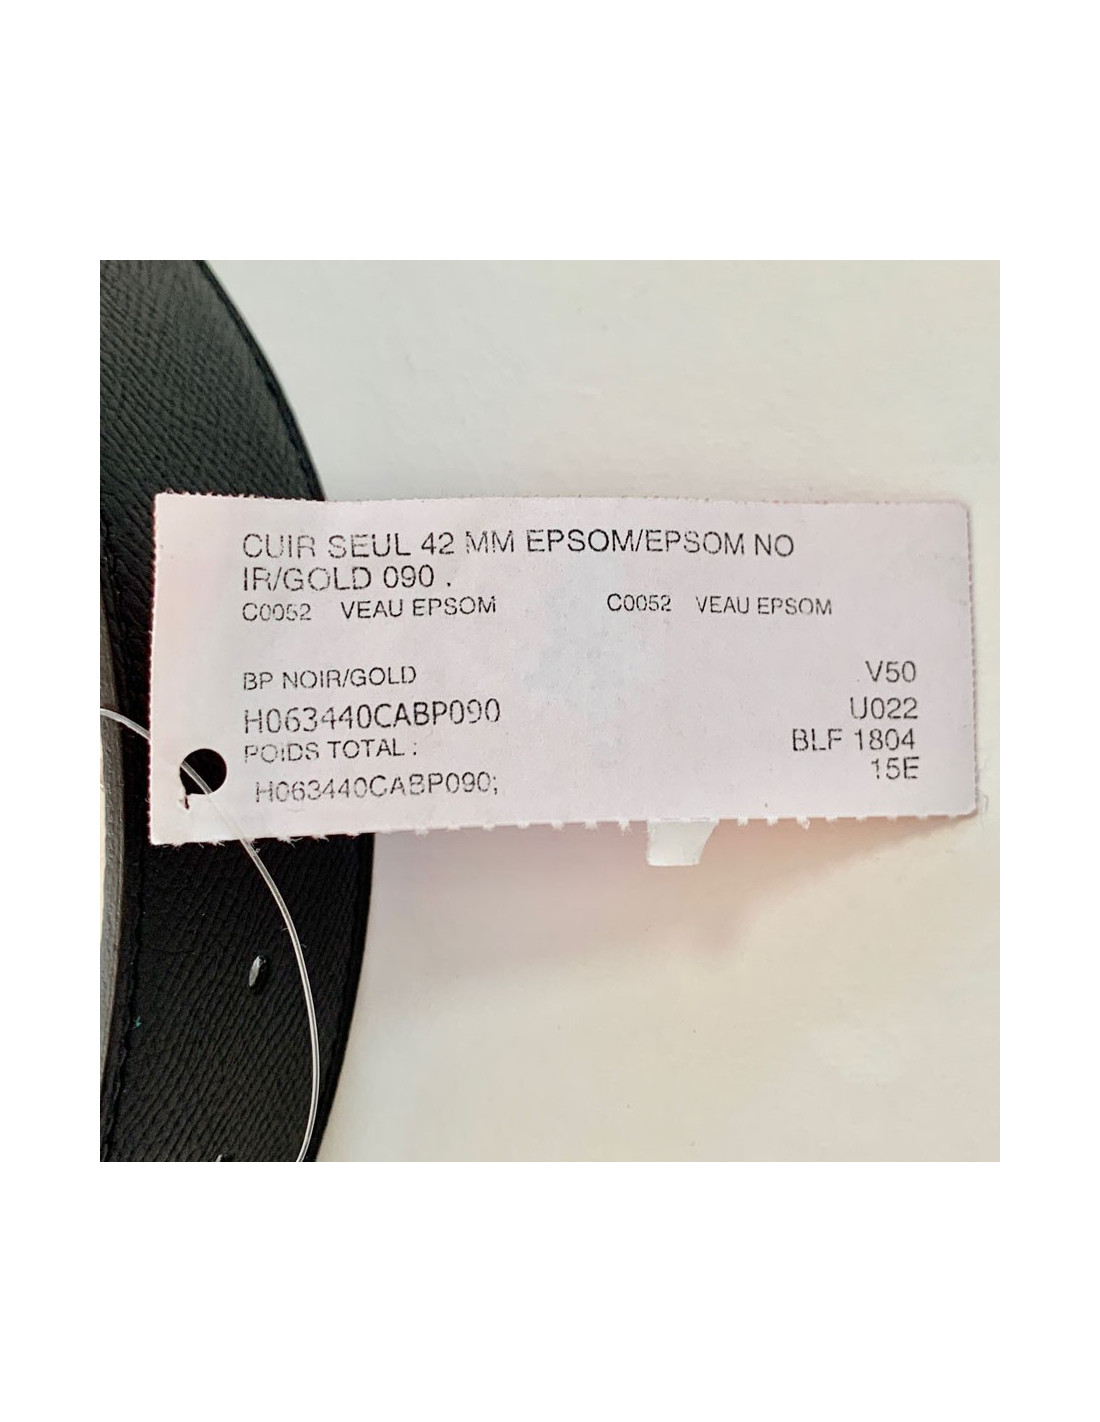 CUIR SEUL 42 MM EPSOM/EPSOM NO
IR/GOLD 090 .
C0052 VEAU EPSOM C0052 VEAU EPSOM
BP NOIR/GOLD V50
H063440CABP090 U022
POIDS TOTAL : BLF 1804
H063440CABP090; 15E